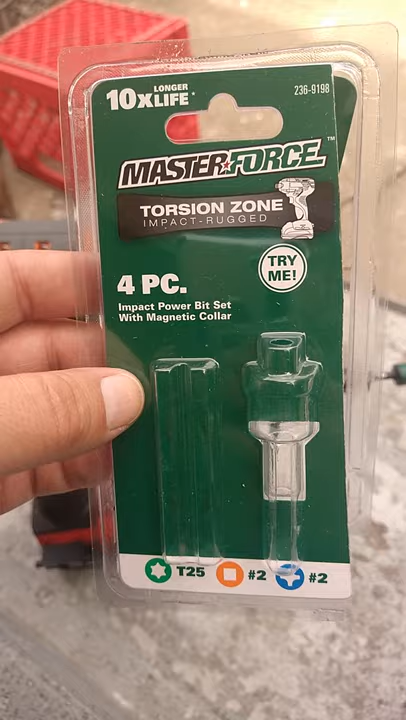 10X LONGER LIFE*
236-9198
MASTERFORCE™
TORSION ZONE
IMPACT-RUGGED
TRY ME!
4 PC.
Impact Power Bit Set
With Magnetic Collar
T25 #2 #2